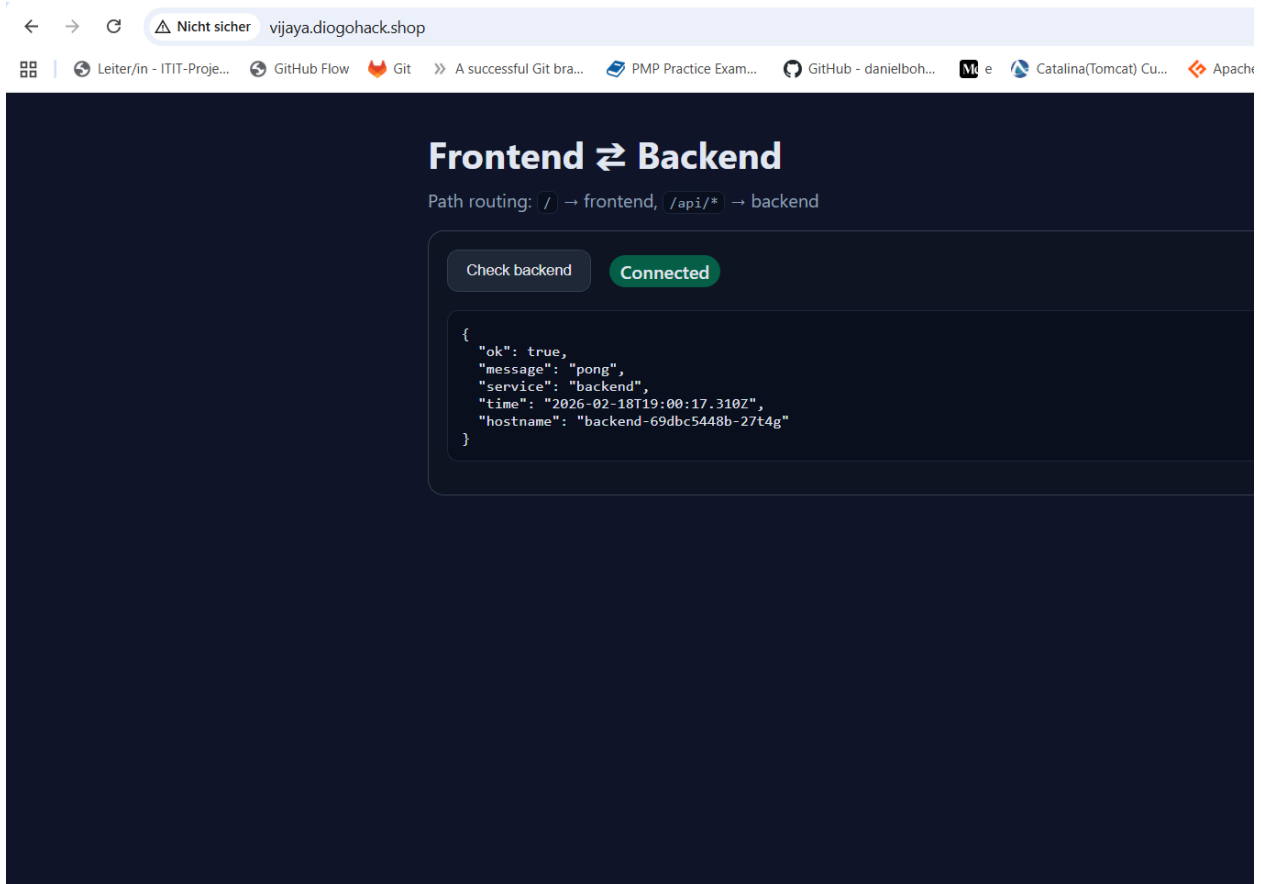 Nicht sicher vijaya.diogohack.shop
Leiter/in - ITIT-Proje... GitHub Flow Git A successful Git bra... PMP Practice Exam... GitHub - danielboh... e Catalina(Tomcat) Cu... Apache
Frontend ⇄ Backend
Path routing: / → frontend, /api/* → backend
Check backend Connected
{
"ok": true,
"message": "pong",
"service": "backend",
"time": "2026-02-18T19:00:17.310Z",
"hostname": "backend-69dbc5448b-27t4g"
}